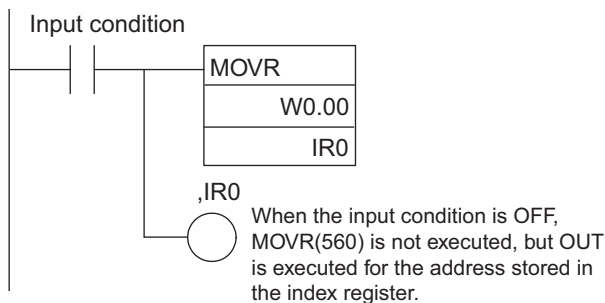 Input condition
MOVR
W0.00
IR0
,IR0
When the input condition is OFF,
MOVR(560) is not executed, but OUT
is executed for the address stored in
the index register.